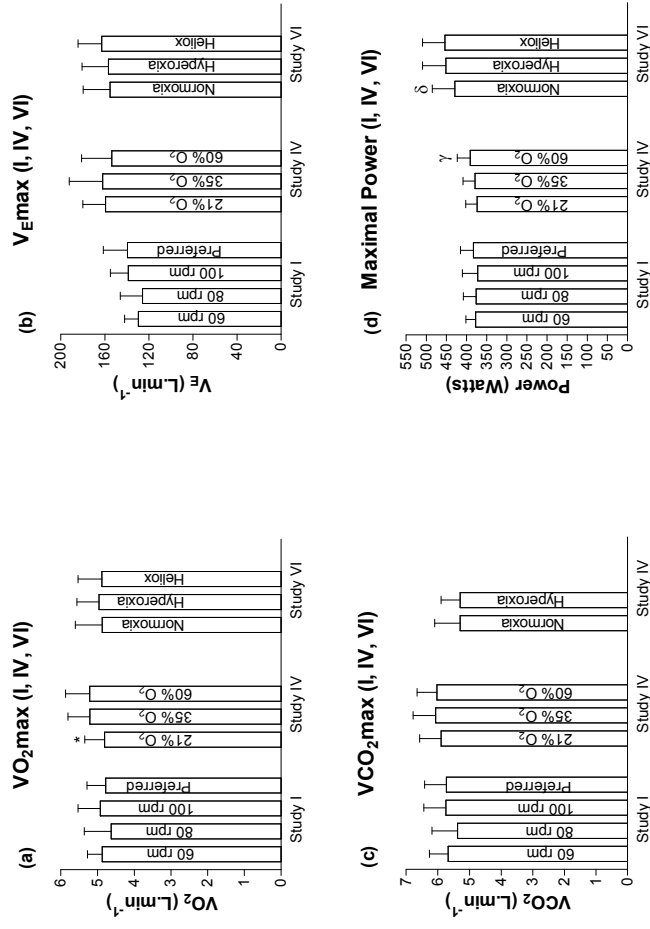 (a)
VO₂max (I, IV, VI)
VO₂ (L.min⁻¹)
6
5
4
3
2
1
0
60 rpm
80 rpm
100 rpm
Preferred
*
21% O₂
35% O₂
60% O₂
Normoxia
Hyperoxia
Heliox
Study I
Study IV
Study VI
(b)
VEmax (I, IV, VI)
VE (L.min⁻¹)
200
160
120
80
40
0
60 rpm
80 rpm
100 rpm
Preferred
21% O₂
35% O₂
60% O₂
Normoxia
Hyperoxia
Heliox
Study I
Study IV
Study VI
(c)
VCO₂max (I, IV, VI)
VCO₂ (L.min⁻¹)
7
6
5
4
3
2
1
0
60 rpm
80 rpm
100 rpm
Preferred
21% O₂
35% O₂
60% O₂
Normoxia
Hyperoxia
Study I
Study IV
Study IV
(d)
Maximal Power (I, IV, VI)
Power (Watts)
550
500
450
400
350
300
250
200
150
100
50
0
60 rpm
80 rpm
100 rpm
Preferred
21% O₂
35% O₂
γ
60% O₂
δ
Normoxia
Hyperoxia
Heliox
Study I
Study IV
Study VI